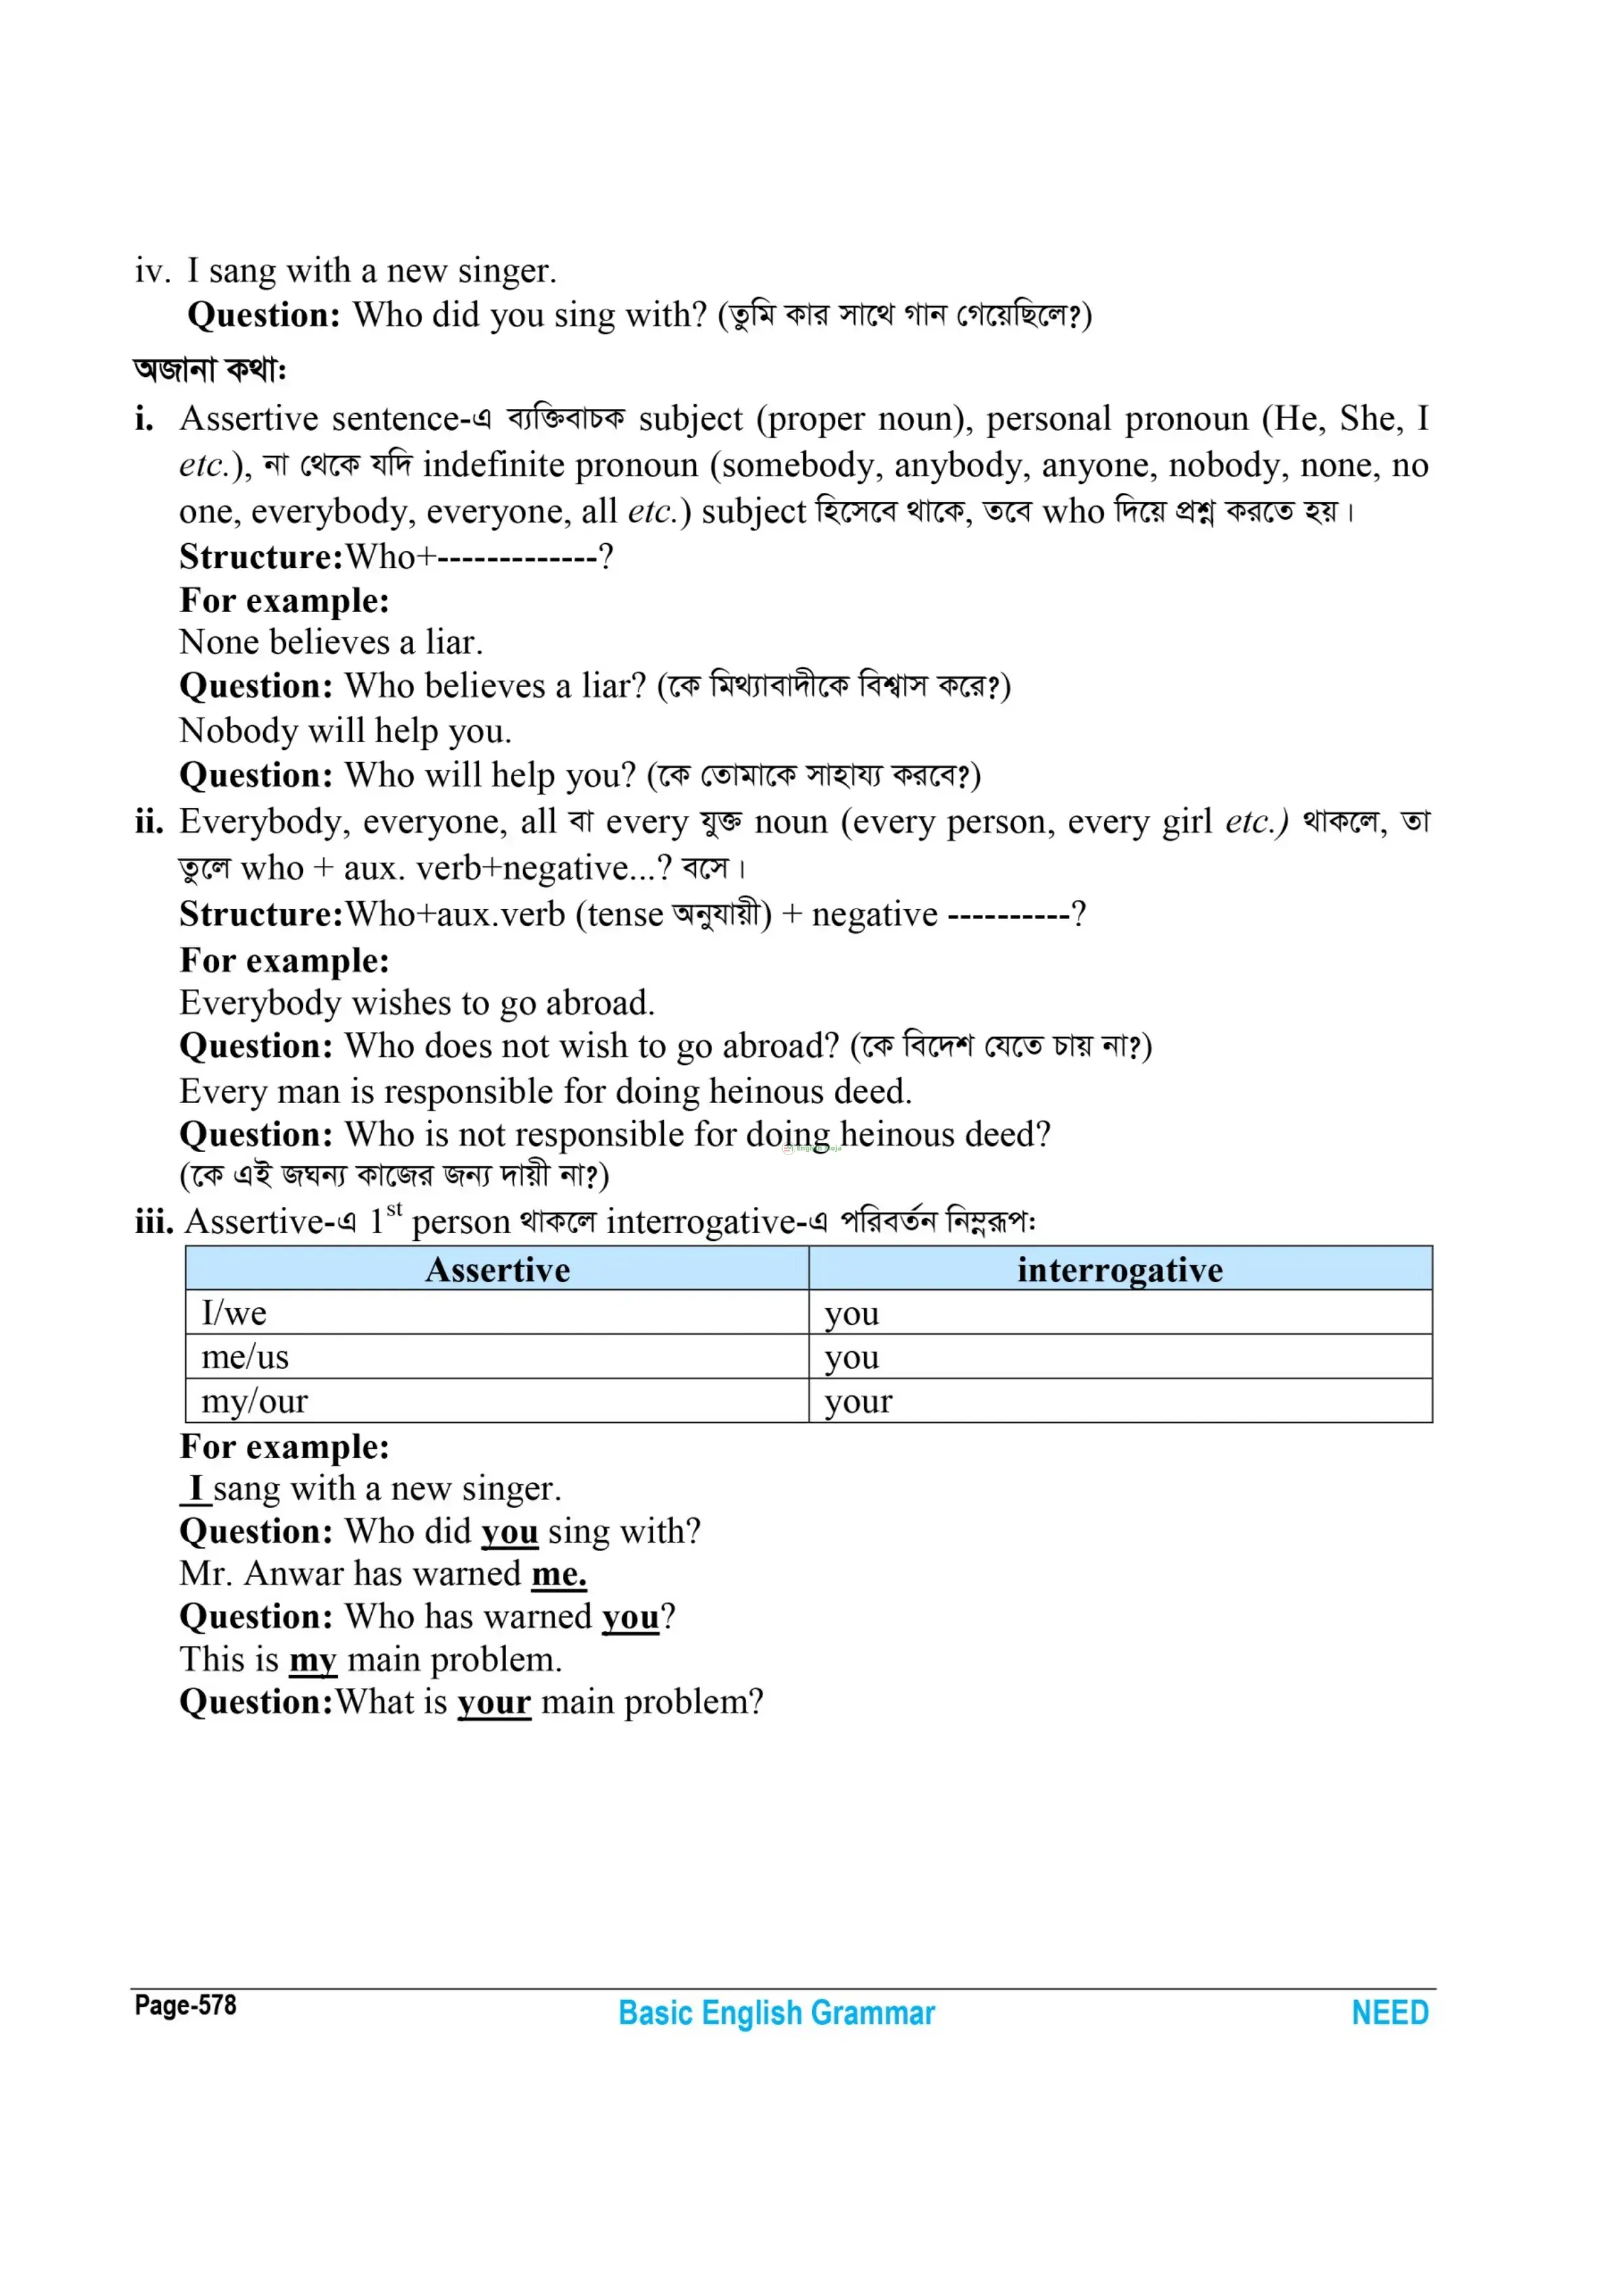 iv. I sang with a new singer.
Question: Who did you sing with? (তুমি কার সাথে গান গেয়েছিলে?)
অজানা কথা:
i. Assertive sentence-এ ব্যক্তিবাচক subject (proper noun), personal pronoun (He, She, I
etc.), না থেকে যদি indefinite pronoun (somebody, anybody, anyone, nobody, none, no
one, everybody, everyone, all etc.) subject হিসেবে থাকে, তবে who দিয়ে প্রশ্ন করতে হয়।
Structure:Who+-------------?
For example:
None believes a liar.
Question: Who believes a liar? (কে মিথ্যাবাদীকে বিশ্বাস করে?)
Nobody will help you.
Question: Who will help you? (কে তোমাকে সাহায্য করবে?)
ii. Everybody, everyone, all বা every যুক্ত noun (every person, every girl etc.) থাকলে, তা
তুলে who + aux. verb+negative...? বসে।
Structure:Who+aux.verb (tense অনুযায়ী) + negative ----------?
For example:
Everybody wishes to go abroad.
Question: Who does not wish to go abroad? (কে বিদেশ যেতে চায় না?)
Every man is responsible for doing heinous deed.
Question: Who is not responsible for doing heinous deed?
(কে এই জঘন্য কাজের জন্য দায়ী না?)
iii. Assertive-এ 1st person থাকলে interrogative-এ পরিবর্তন নিম্নরূপ:
Assertive interrogative
I/we you
me/us you
my/our your
For example:
I sang with a new singer.
Question: Who did you sing with?
Mr. Anwar has warned me.
Question: Who has warned you?
This is my main problem.
Question:What is your main problem?
Page-578 Basic English Grammar NEED